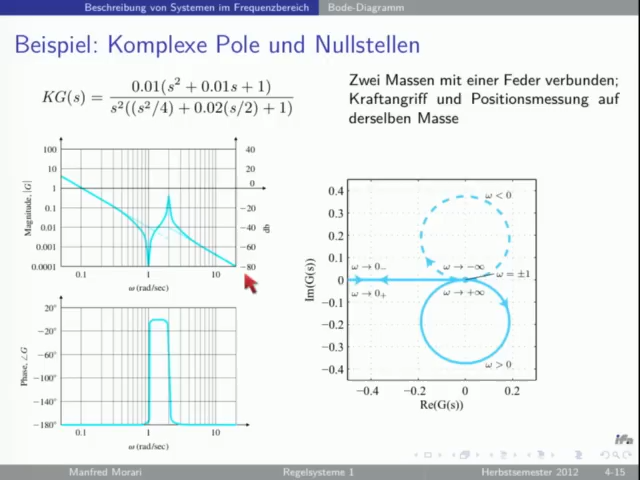 Beschreibung von Systemen im Frequenzbereich Bode-Diagramm
Beispiel: Komplexe Pole und Nullstellen
KG(s) = 0.01(s² + 0.01s + 1) / s²((s²/4) + 0.02(s/2) + 1)
Zwei Massen mit einer Feder verbunden;
Kraftangriff und Positionsmessung auf
derselben Masse
Magnitude, |G|
100
10
1
0.1
0.01
0.001
0.0001
40
20
0
−20
−40
−60
−80
db
0.1 1 10
ω (rad/sec)
Phase, ∠G
20°
−20°
−60°
−100°
−140°
−180°
0.1 1 10
ω (rad/sec)
Im(G(s))
0.4
0.3
0.2
0.1
0
−0.1
−0.2
−0.3
−0.4
ω < 0
ω → 0₋
ω → −∞
ω = ±1
ω → 0₊
ω → +∞
ω > 0
−0.4 −0.2 0 0.2
Re(G(s))
ifa
Manfred Morari Regelsysteme 1 Herbstsemester 2012 4-15